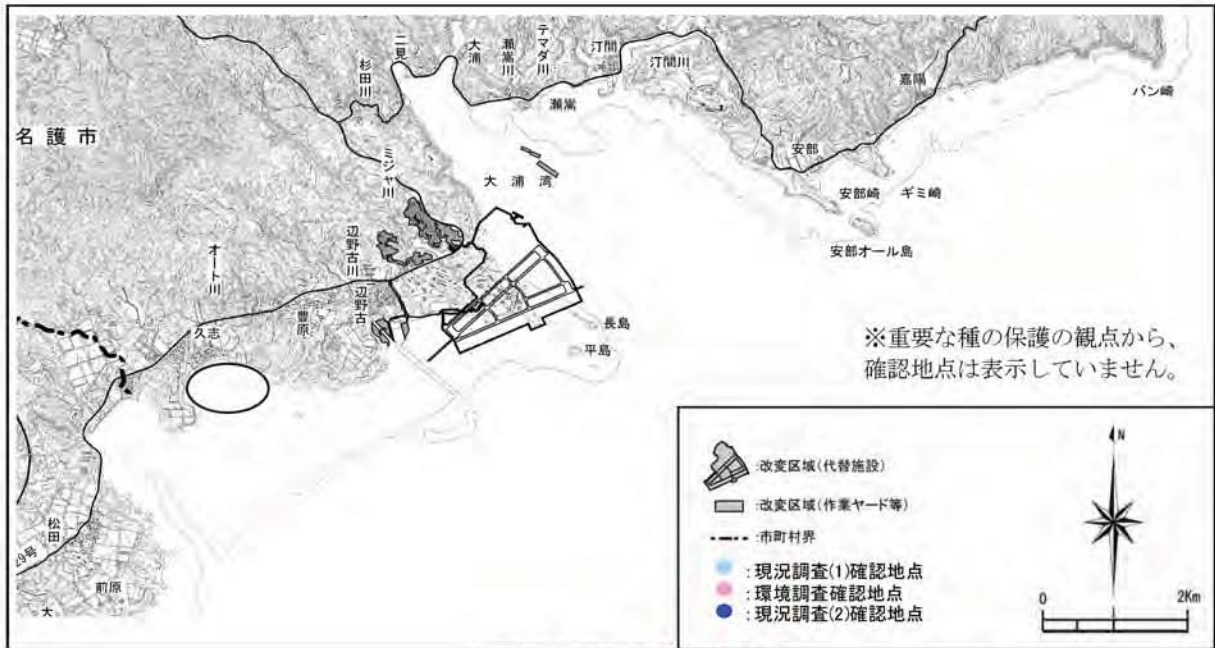 二見
大浦
瀬嵩川
テマダ川
汀間
杉田川
汀間川
嘉陽
バン崎
瀬嵩
名護市
安部
ミジャ川
大浦湾
安部崎
ギミ崎
安部オール島
辺野古川
オート川
辺野古
豊原
久志
長島
平島
※重要な種の保護の観点から、
確認地点は表示していません。
松田
29号
前原
大
:改変区域(代替施設)
:改変区域(作業ヤード等)
:市町村界
:現況調査(1)確認地点
:環境調査確認地点
:現況調査(2)確認地点
N
0 2Km